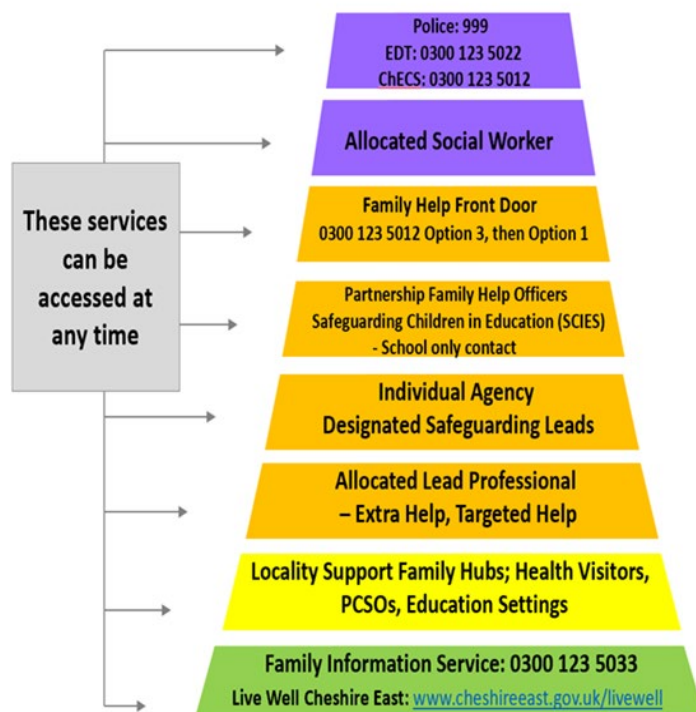 Police: 999
EDT: 0300 123 5022
ChECS: 0300 123 5012
Allocated Social Worker
These services
can be
accessed at
any time
Family Help Front Door
0300 123 5012 Option 3, then Option 1
Partnership Family Help Officers
Safeguarding Children in Education (SCIES)
- School only contact
Individual Agency
Designated Safeguarding Leads
Allocated Lead Professional
– Extra Help, Targeted Help
Locality Support Family Hubs; Health Visitors,
PCSOs, Education Settings
Family Information Service: 0300 123 5033
Live Well Cheshire East: www.cheshireeast.gov.uk/livewell